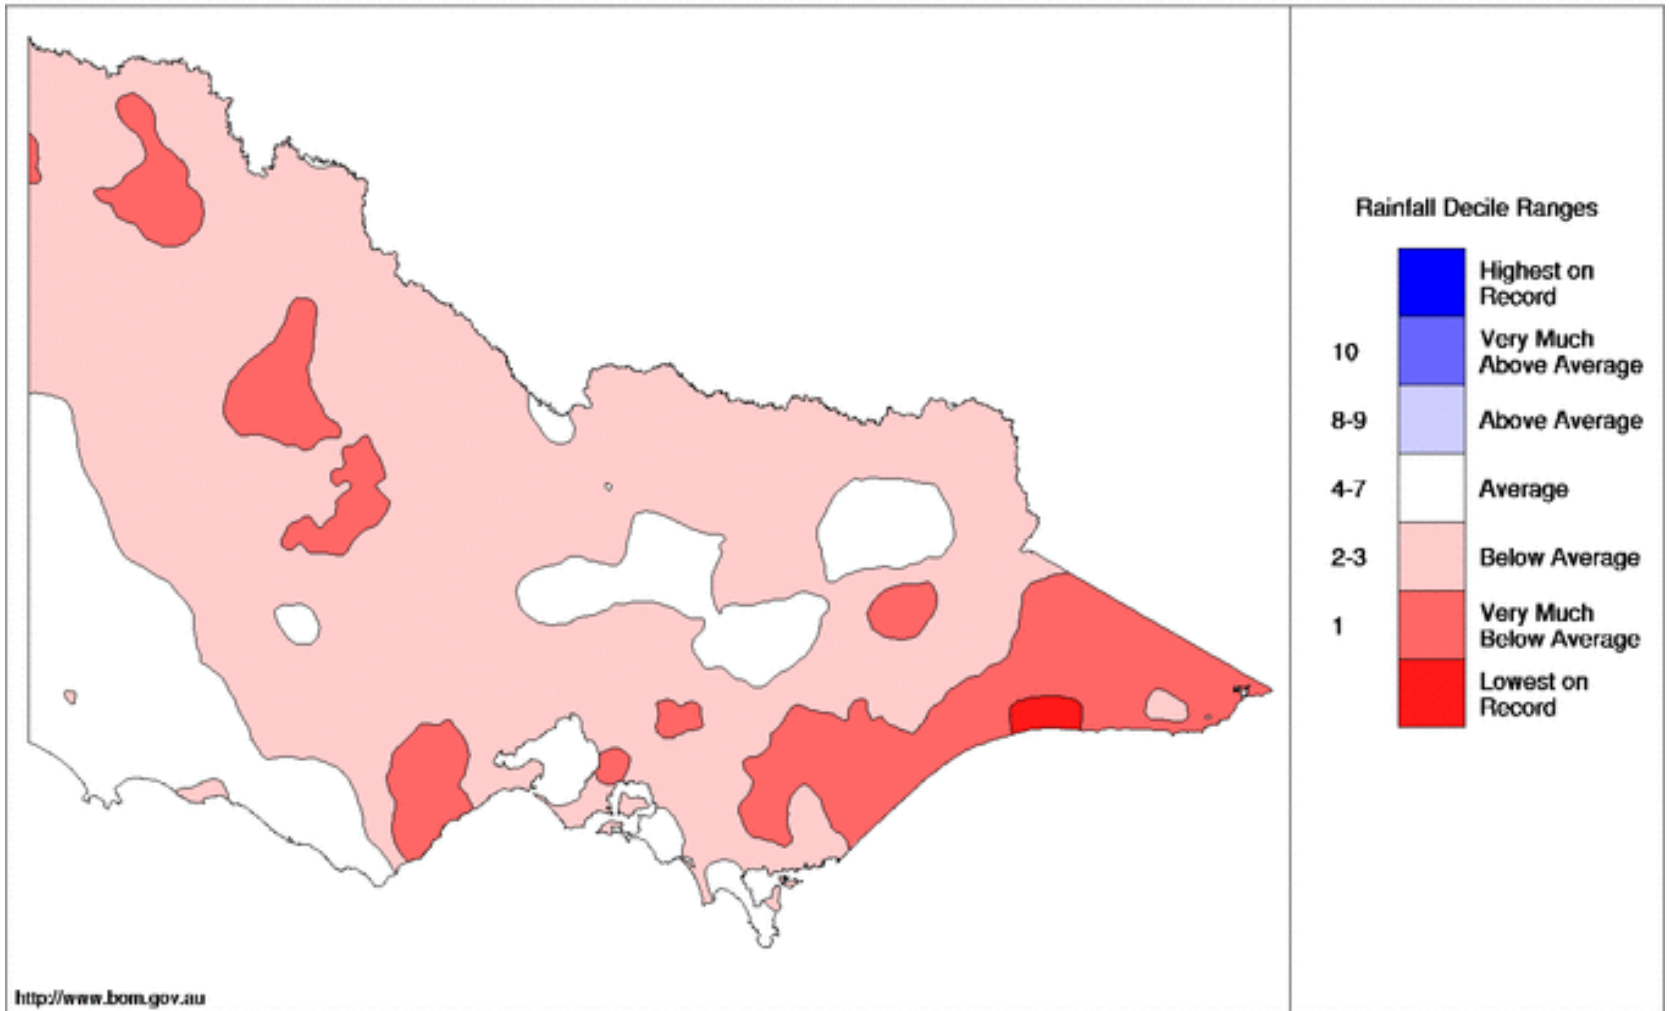 Rainfall Decile Ranges
Highest on
Record
10
Very Much
Above Average
8-9
Above Average
4-7
Average
2-3
Below Average
1
Very Much
Below Average
Lowest on
Record
http://www.bom.gov.au